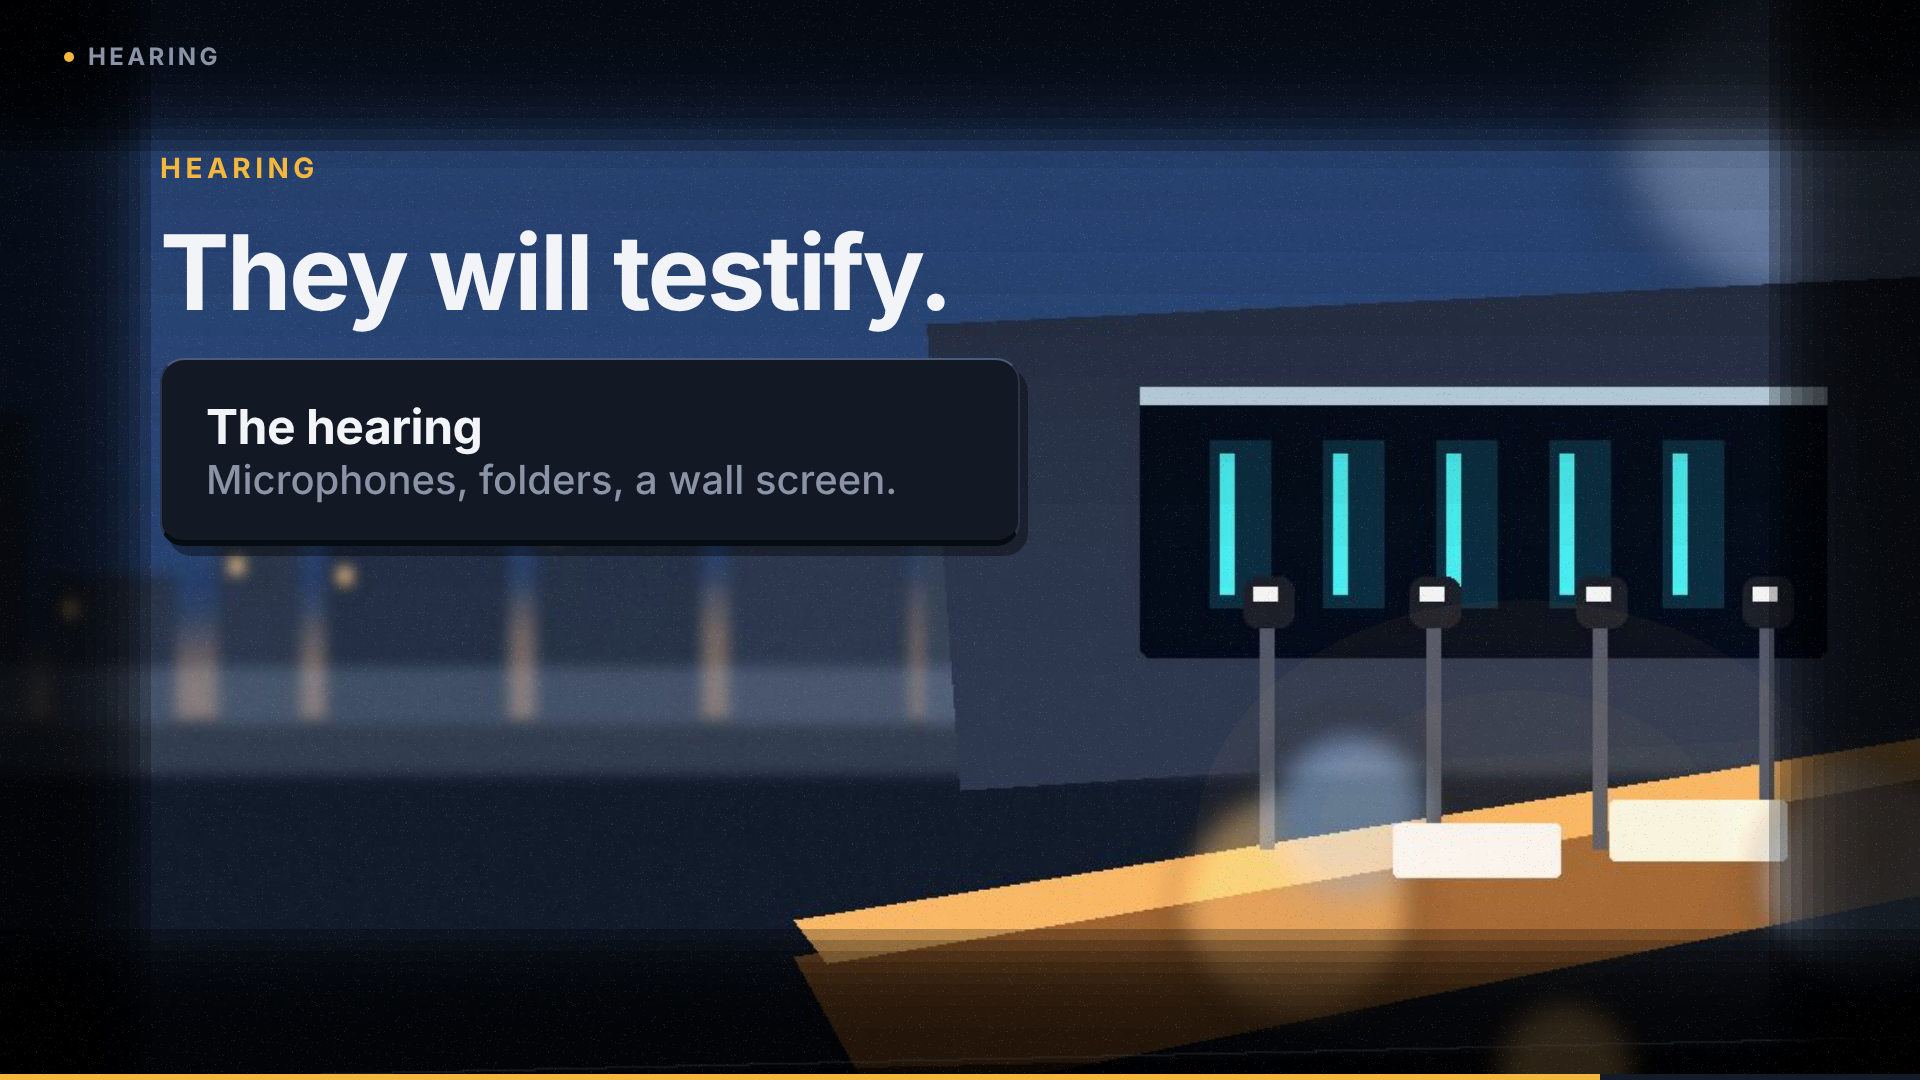 HEARING
HEARING
They will testify.
The hearing
Microphones, folders, a wall screen.